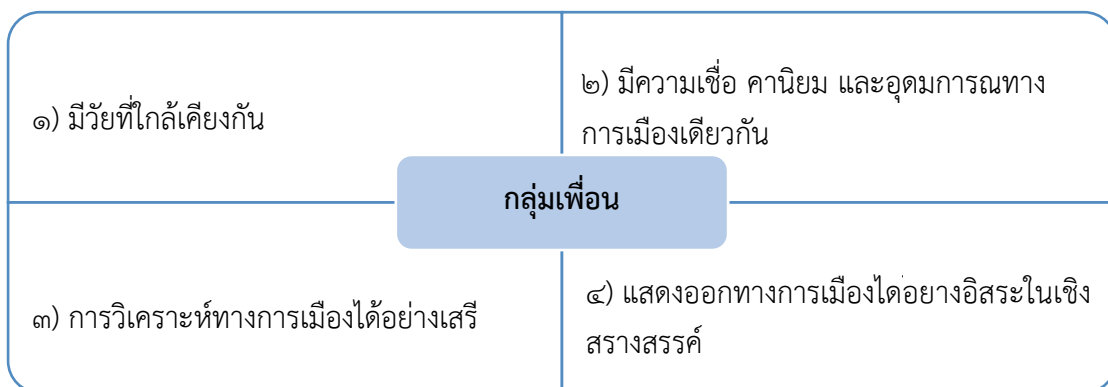 ๑) มีวัยที่ใกล้เคียงกัน
๒) มีความเชื่อ คานิยม และอุดมการณทาง
การเมืองเดียวกัน
กลุ่มเพื่อน
๓) การวิเคราะห์ทางการเมืองได้อย่างเสรี
๔) แสดงออกทางการเมืองไดอยางอิสระในเชิง
สรางสรรค์